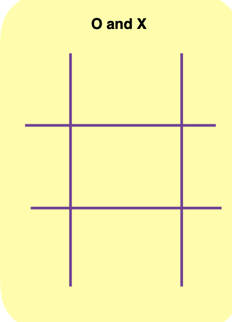 O and X